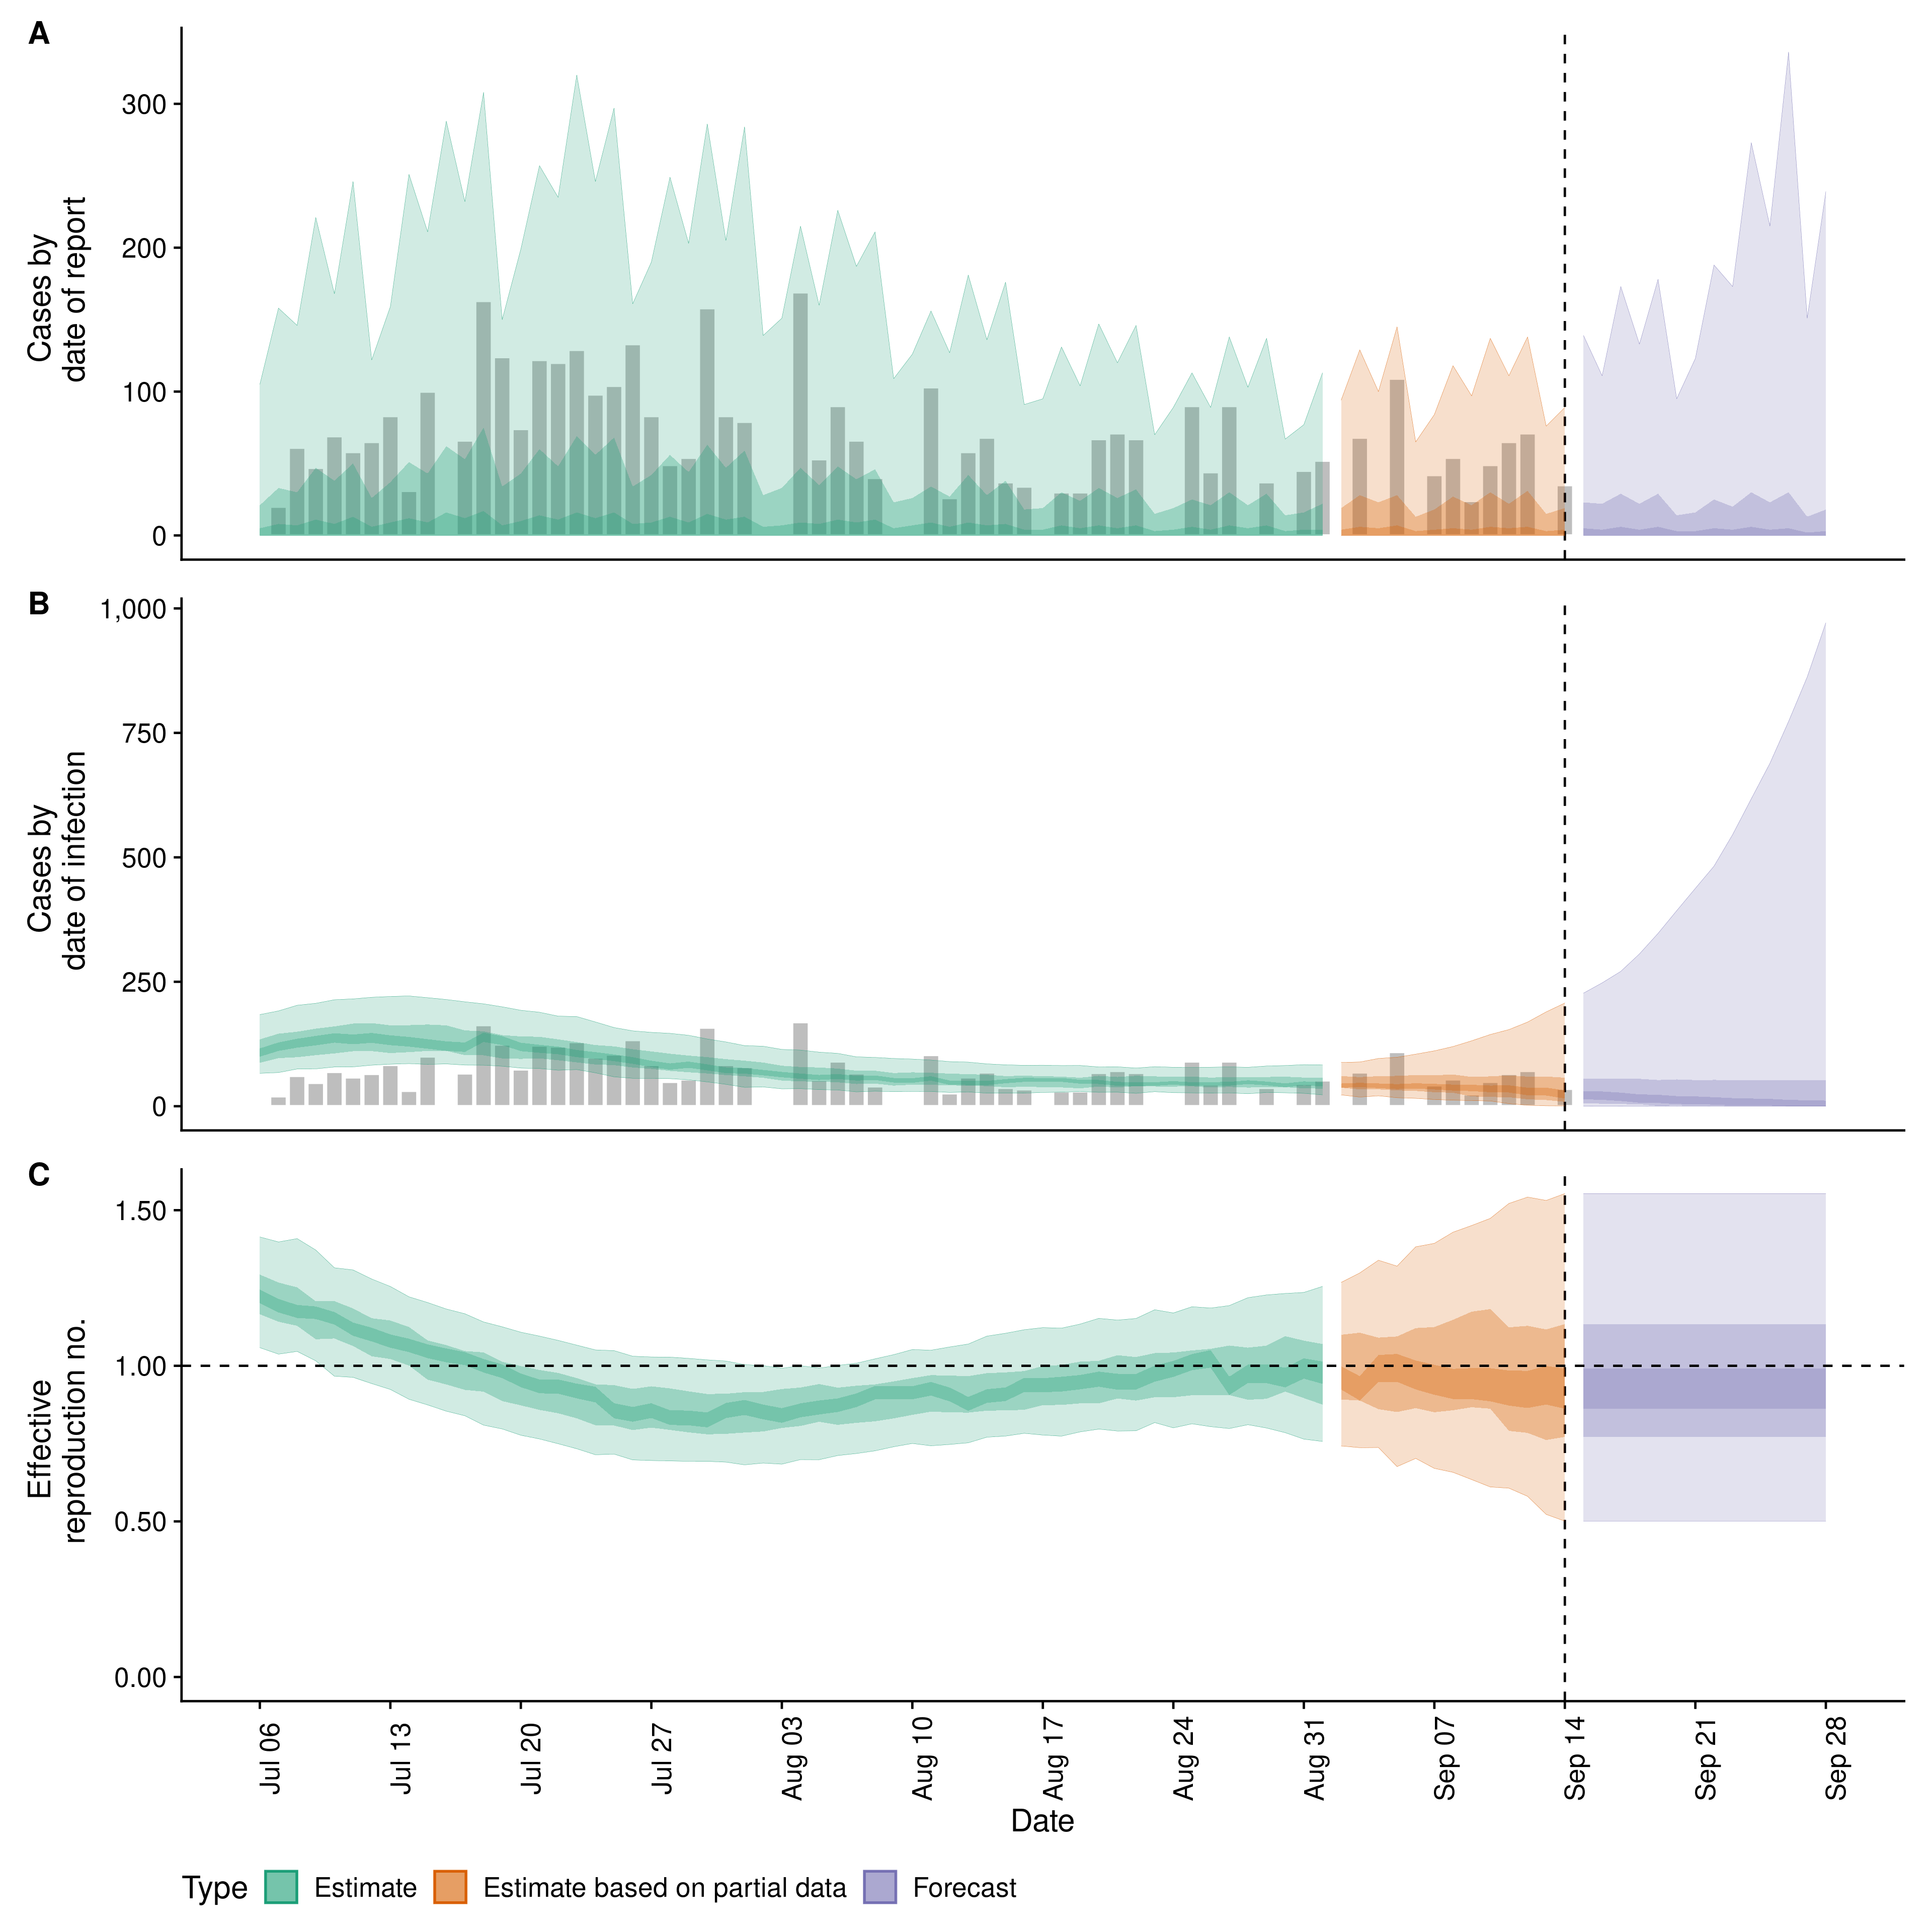 A
Cases by
date of report
300
200
100
0
B
Cases by
date of infection
1,000
750
500
250
0
C
Effective
reproduction no.
1.50
1.00
0.50
0.00
Jul 06
Jul 13
Jul 20
Jul 27
Aug 03
Aug 10
Aug 17
Aug 24
Aug 31
Sep 07
Sep 14
Sep 21
Sep 28
Date
Type Estimate Estimate based on partial data Forecast